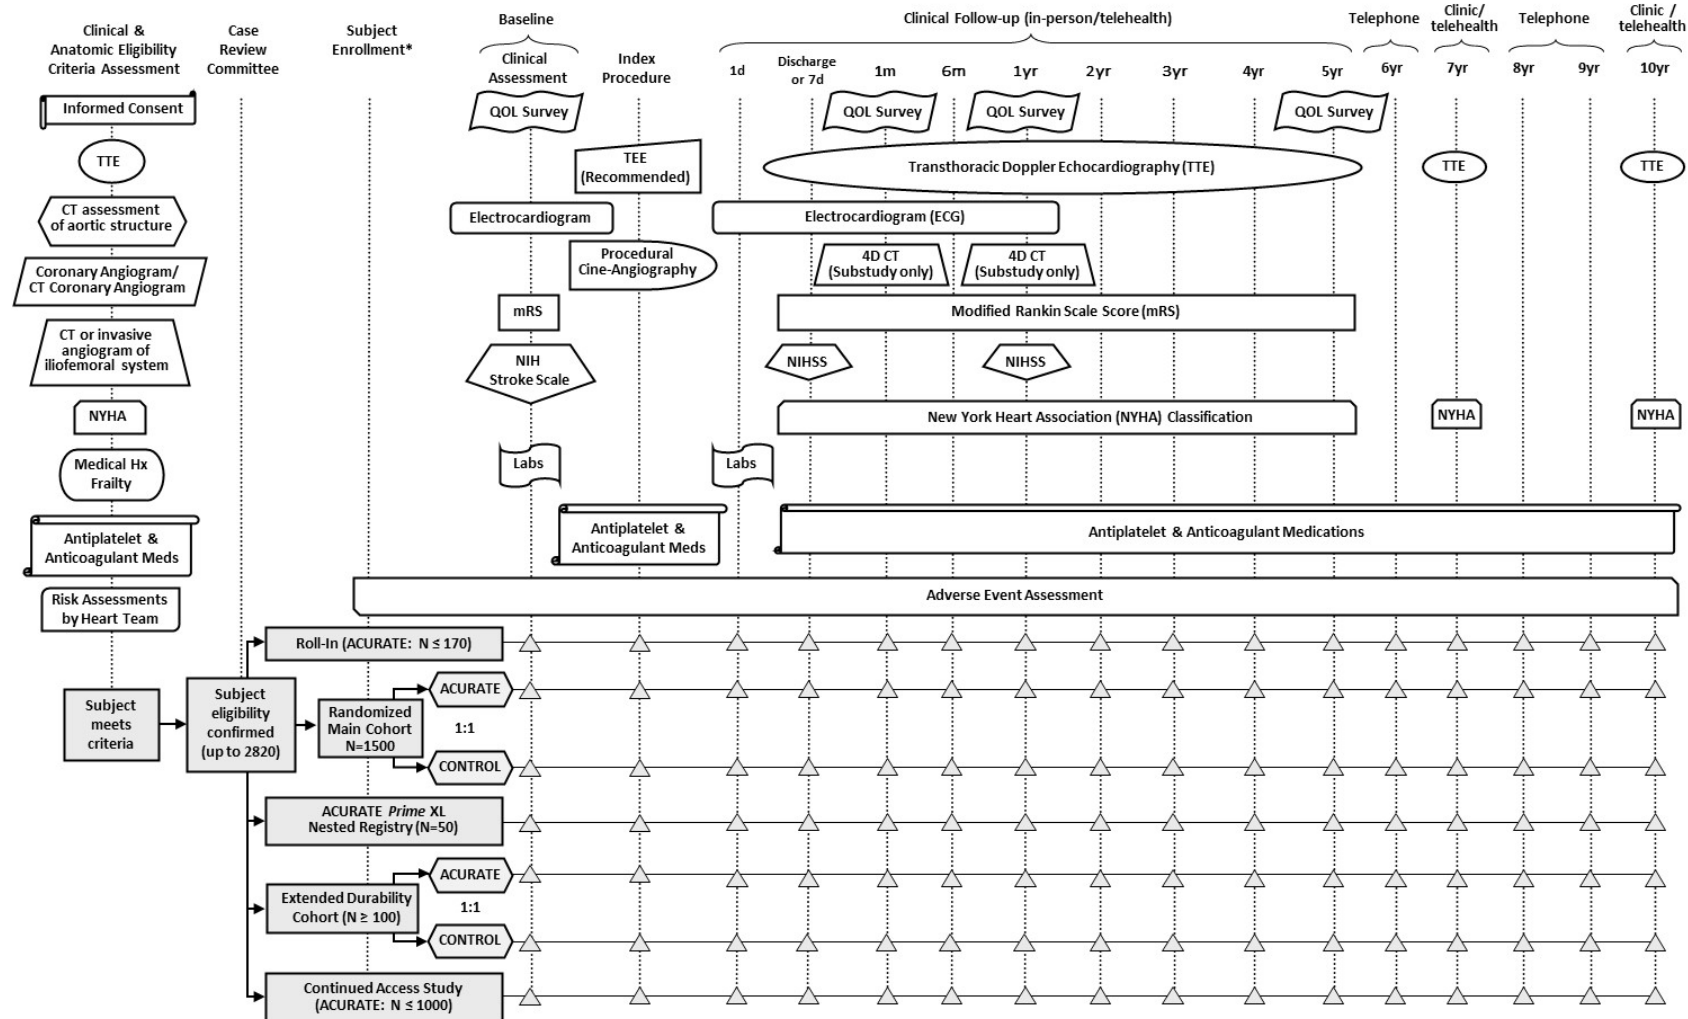 Clinical &
Anatomic Eligibility
Criteria Assessment
Case
Review
Committee
Subject
Enrollment*
Baseline
Clinical
Assessment
Index
Procedure
Clinical Follow-up (in-person/telehealth)
1d
Discharge
or 7d
1m
6m
1yr
2yr
3yr
4yr
5yr
Telephone
6yr
Clinic/
telehealth
7yr
Telephone
8yr
9yr
Clinic /
telehealth
10yr
Informed Consent
QOL Survey
QOL Survey
QOL Survey
QOL Survey
TTE
TEE
(Recommended)
Transthoracic Doppler Echocardiography (TTE)
TTE
TTE
CT assessment
of aortic structure
Electrocardiogram
Electrocardiogram (ECG)
Coronary Angiogram/
CT Coronary Angiogram
Procedural
Cine-Angiography
4D CT
(Substudy only)
4D CT
(Substudy only)
CT or invasive
angiogram of
iliofemoral system
mRS
Modified Rankin Scale Score (mRS)
NIH
Stroke Scale
NIHSS
NIHSS
NYHA
New York Heart Association (NYHA) Classification
NYHA
NYHA
Medical Hx
Frailty
Labs
Labs
Antiplatelet &
Anticoagulant Meds
Antiplatelet &
Anticoagulant Meds
Antiplatelet & Anticoagulant Medications
Risk Assessments
by Heart Team
Adverse Event Assessment
Roll-In (ACURATE: N ≤ 170)
Subject
meets
criteria
Subject
eligibility
confirmed
(up to 2820)
Randomized
Main Cohort
N=1500
ACURATE
1:1
CONTROL
ACURATE Prime XL
Nested Registry (N=50)
Extended Durability
Cohort (N ≥ 100)
ACURATE
1:1
CONTROL
Continued Access Study
(ACURATE: N ≤ 1000)